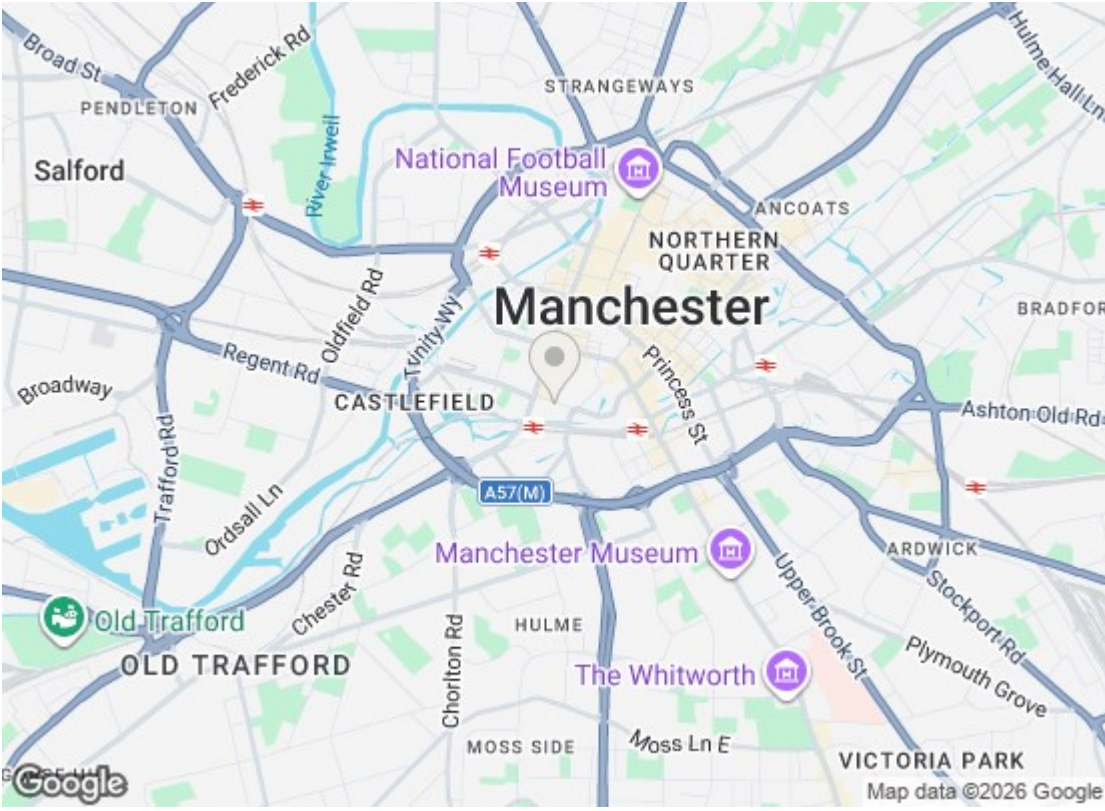 Broad St
Frederick Rd
Hulme Hall Ln
STRANGEWAYS
PENDLETON
National Football
Museum
Salford
River Irwell
ANCOATS
NORTHERN
QUARTER
Oldfield Rd
Manchester
BRADFOR
Trinity Wy
Princess St
Regent Rd
Broadway
CASTLEFIELD
Ashton Old Rd
Trafford Rd
A57(M)
Ordsall Ln
Manchester Museum
ARDWICK
Chester Rd
Upper Brook St
Stockport Rd
Old Trafford
HULME
OLD TRAFFORD
Chorlton Rd
The Whitworth
Plymouth Grove
MOSS SIDE
Moss Ln E
VICTORIA PARK
Google
Map data ©2026 Google